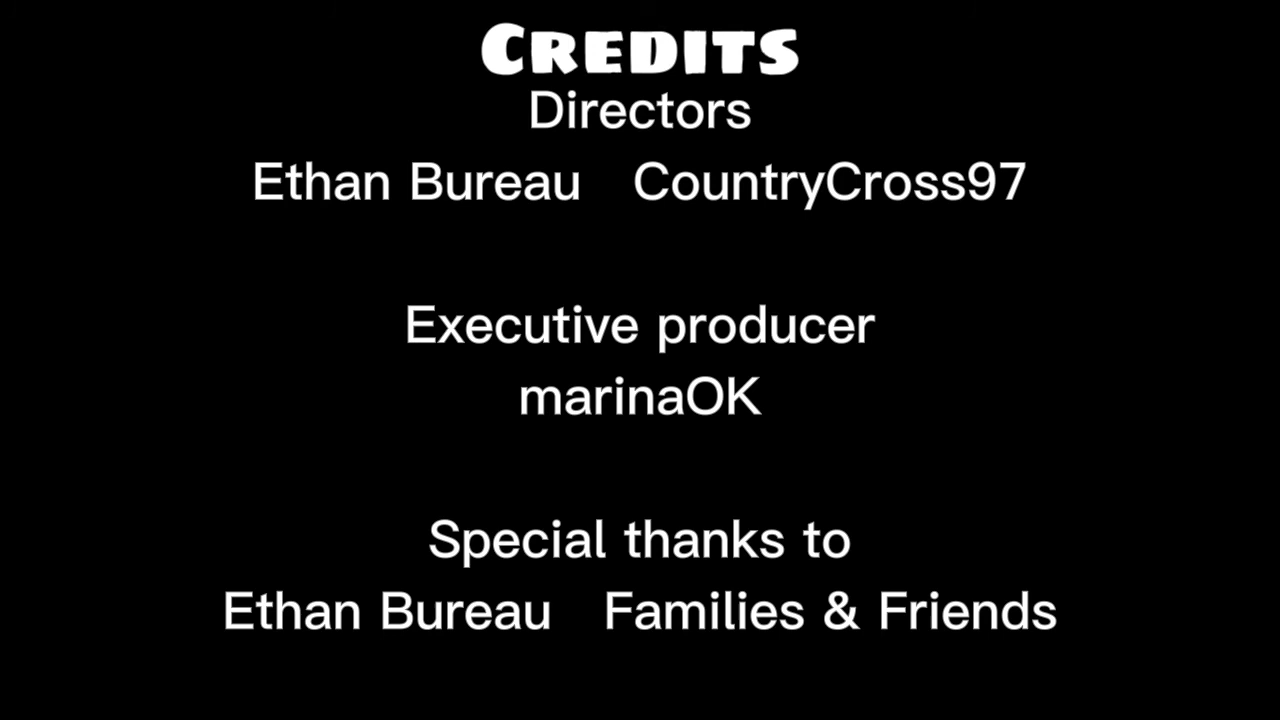 CREDITS
Directors
Ethan Bureau CountryCross97
Executive producer
marinaOK
Special thanks to
Ethan Bureau Families & Friends